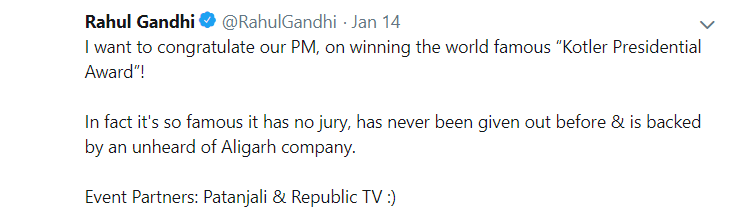 Rahul Gandhi @RahulGandhi · Jan 14
I want to congratulate our PM, on winning the world famous “Kotler Presidential
Award”!
In fact it's so famous it has no jury, has never been given out before & is backed
by an unheard of Aligarh company.
Event Partners: Patanjali & Republic TV :)